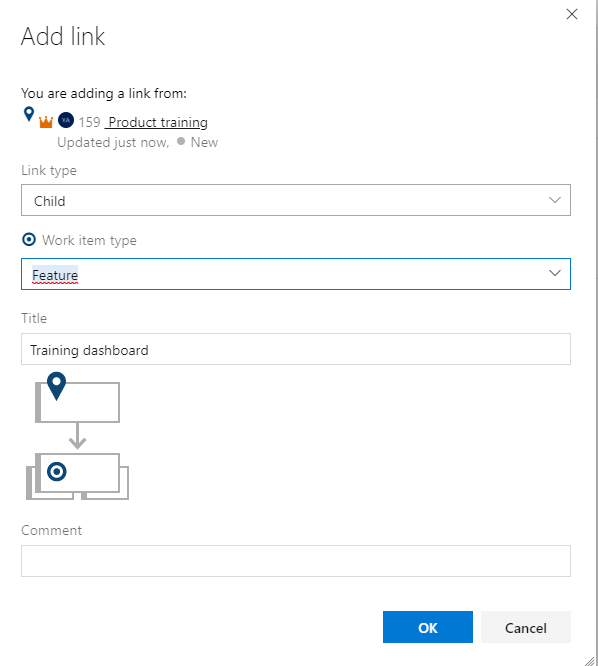 Add link
You are adding a link from:
YA 159 Product training
Updated just now, New
Link type
Child
Work item type
Feature
Title
Training dashboard
Comment
OK Cancel